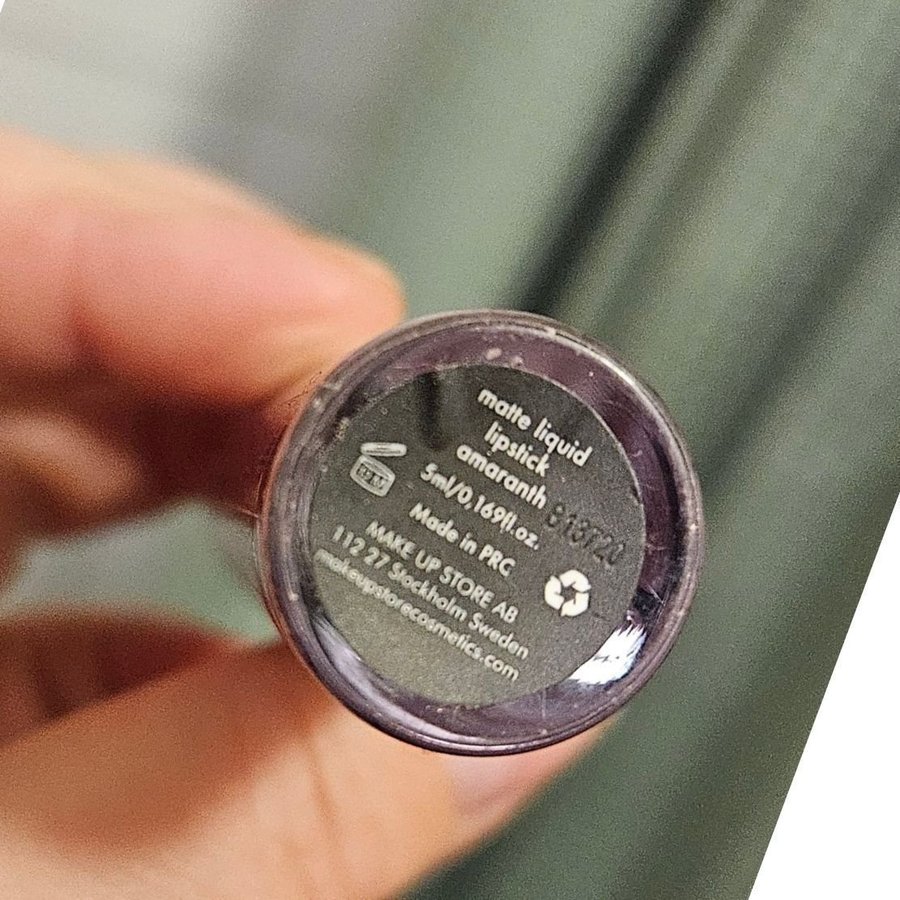 matte liquid
lipstick
amaranth
5ml/0,169fl.oz.
Made in PRC
MAKE UP STORE AB
112 27 Stockholm Sweden
makeupstorecosmetics.com